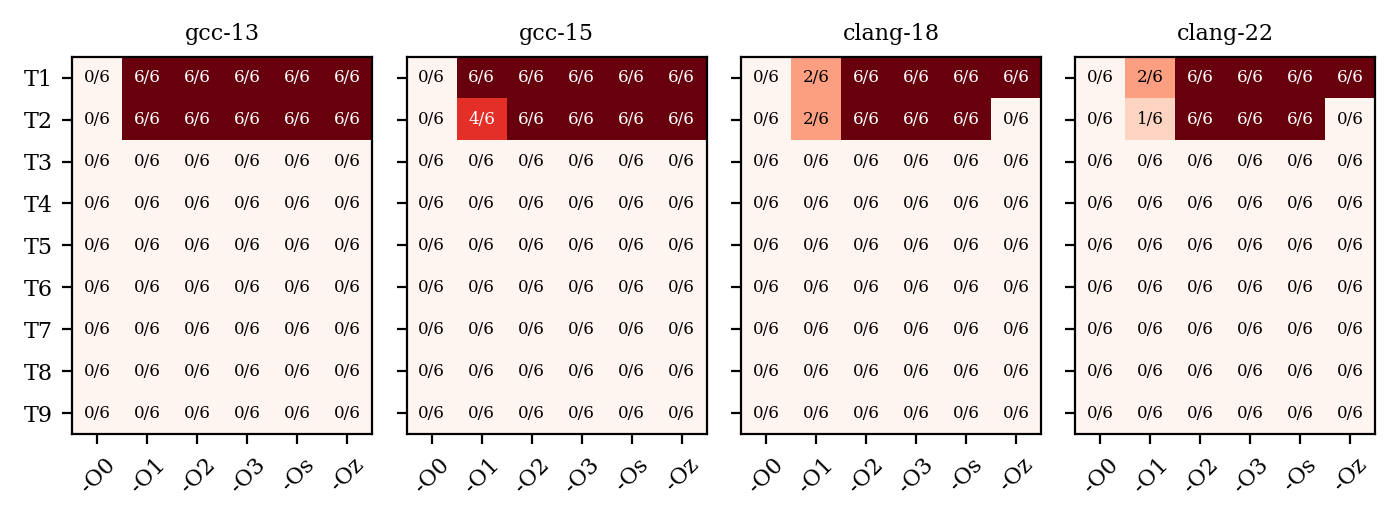 gcc-13 gcc-15 clang-18 clang-22
T1 0/6 6/6 6/6 6/6 6/6 6/6 0/6 6/6 6/6 6/6 6/6 6/6 0/6 2/6 6/6 6/6 6/6 6/6 0/6 2/6 6/6 6/6 6/6 6/6
T2 0/6 6/6 6/6 6/6 6/6 6/6 0/6 4/6 6/6 6/6 6/6 6/6 0/6 2/6 6/6 6/6 6/6 0/6 0/6 1/6 6/6 6/6 6/6 0/6
T3 0/6 0/6 0/6 0/6 0/6 0/6 0/6 0/6 0/6 0/6 0/6 0/6 0/6 0/6 0/6 0/6 0/6 0/6 0/6 0/6 0/6 0/6 0/6 0/6
T4 0/6 0/6 0/6 0/6 0/6 0/6 0/6 0/6 0/6 0/6 0/6 0/6 0/6 0/6 0/6 0/6 0/6 0/6 0/6 0/6 0/6 0/6 0/6 0/6
T5 0/6 0/6 0/6 0/6 0/6 0/6 0/6 0/6 0/6 0/6 0/6 0/6 0/6 0/6 0/6 0/6 0/6 0/6 0/6 0/6 0/6 0/6 0/6 0/6
T6 0/6 0/6 0/6 0/6 0/6 0/6 0/6 0/6 0/6 0/6 0/6 0/6 0/6 0/6 0/6 0/6 0/6 0/6 0/6 0/6 0/6 0/6 0/6 0/6
T7 0/6 0/6 0/6 0/6 0/6 0/6 0/6 0/6 0/6 0/6 0/6 0/6 0/6 0/6 0/6 0/6 0/6 0/6 0/6 0/6 0/6 0/6 0/6 0/6
T8 0/6 0/6 0/6 0/6 0/6 0/6 0/6 0/6 0/6 0/6 0/6 0/6 0/6 0/6 0/6 0/6 0/6 0/6 0/6 0/6 0/6 0/6 0/6 0/6
T9 0/6 0/6 0/6 0/6 0/6 0/6 0/6 0/6 0/6 0/6 0/6 0/6 0/6 0/6 0/6 0/6 0/6 0/6 0/6 0/6 0/6 0/6 0/6 0/6
-O0 -O1 -O2 -O3 -Os -Oz -O0 -O1 -O2 -O3 -Os -Oz -O0 -O1 -O2 -O3 -Os -Oz -O0 -O1 -O2 -O3 -Os -Oz